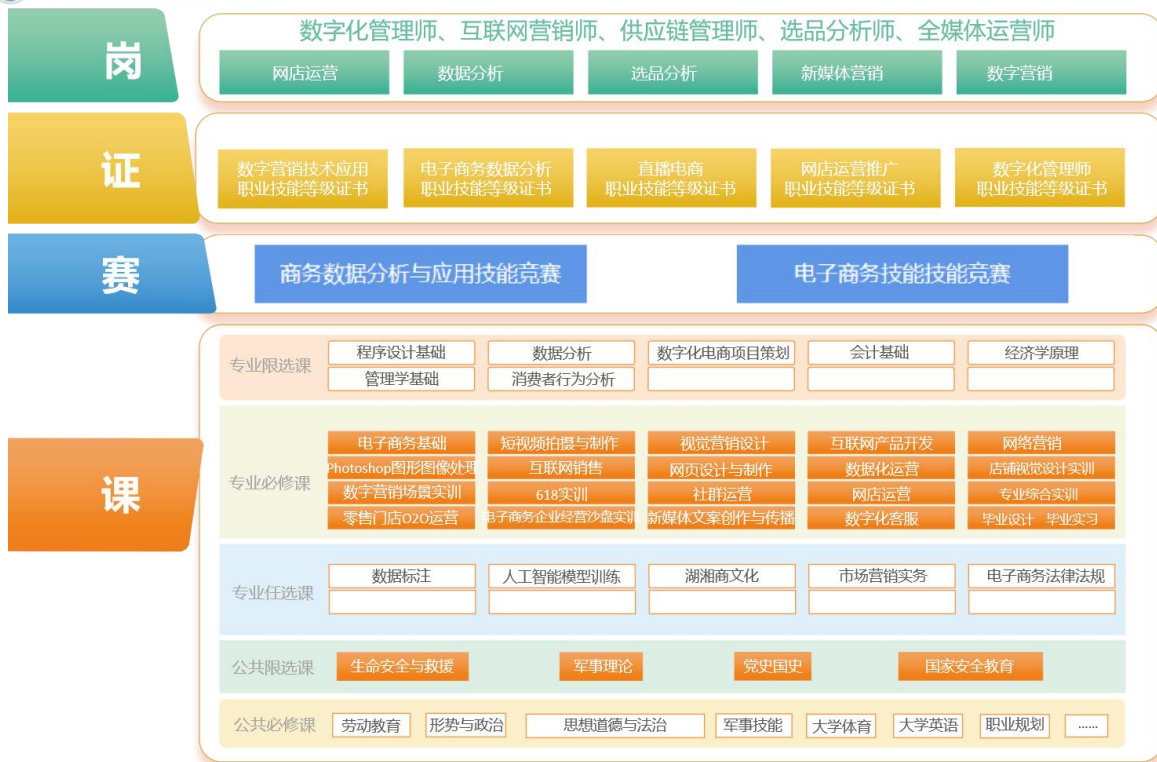 岗
数字化管理师、互联网营销师、供应链管理师、选品分析师、全媒体运营师
网店运营
数据分析
选品分析
新媒体营销
数字营销
证
数字营销技术应用
职业技能等级证书
电子商务数据分析
职业技能等级证书
直播电商
职业技能等级证书
网店运营推广
职业技能等级证书
数字化管理师
职业技能等级证书
赛
商务数据分析与应用技能竞赛
电子商务技能技能竞赛
课
专业限选课
程序设计基础
数据分析
数字化电商项目策划
会计基础
经济学原理
管理学基础
消费者行为分析
专业必修课
电子商务基础
短视频拍摄与制作
视觉营销设计
互联网产品开发
网络营销
Photoshop图形图像处理
互联网销售
网页设计与制作
数据化运营
店铺视觉设计实训
数字营销场景实训
618实训
社群运营
网店运营
专业综合实训
零售门店O2O运营
电子商务企业经营沙盘实训
新媒体文案创作与传播
数字化客服
毕业设计 毕业实习
专业任选课
数据标注
人工智能模型训练
湖湘商文化
市场营销实务
电子商务法律法规
公共限选课
生命安全与救援
军事理论
党史国史
国家安全教育
公共必修课
劳动教育
形势与政治
思想道德与法治
军事技能
大学体育
大学英语
职业规划
......